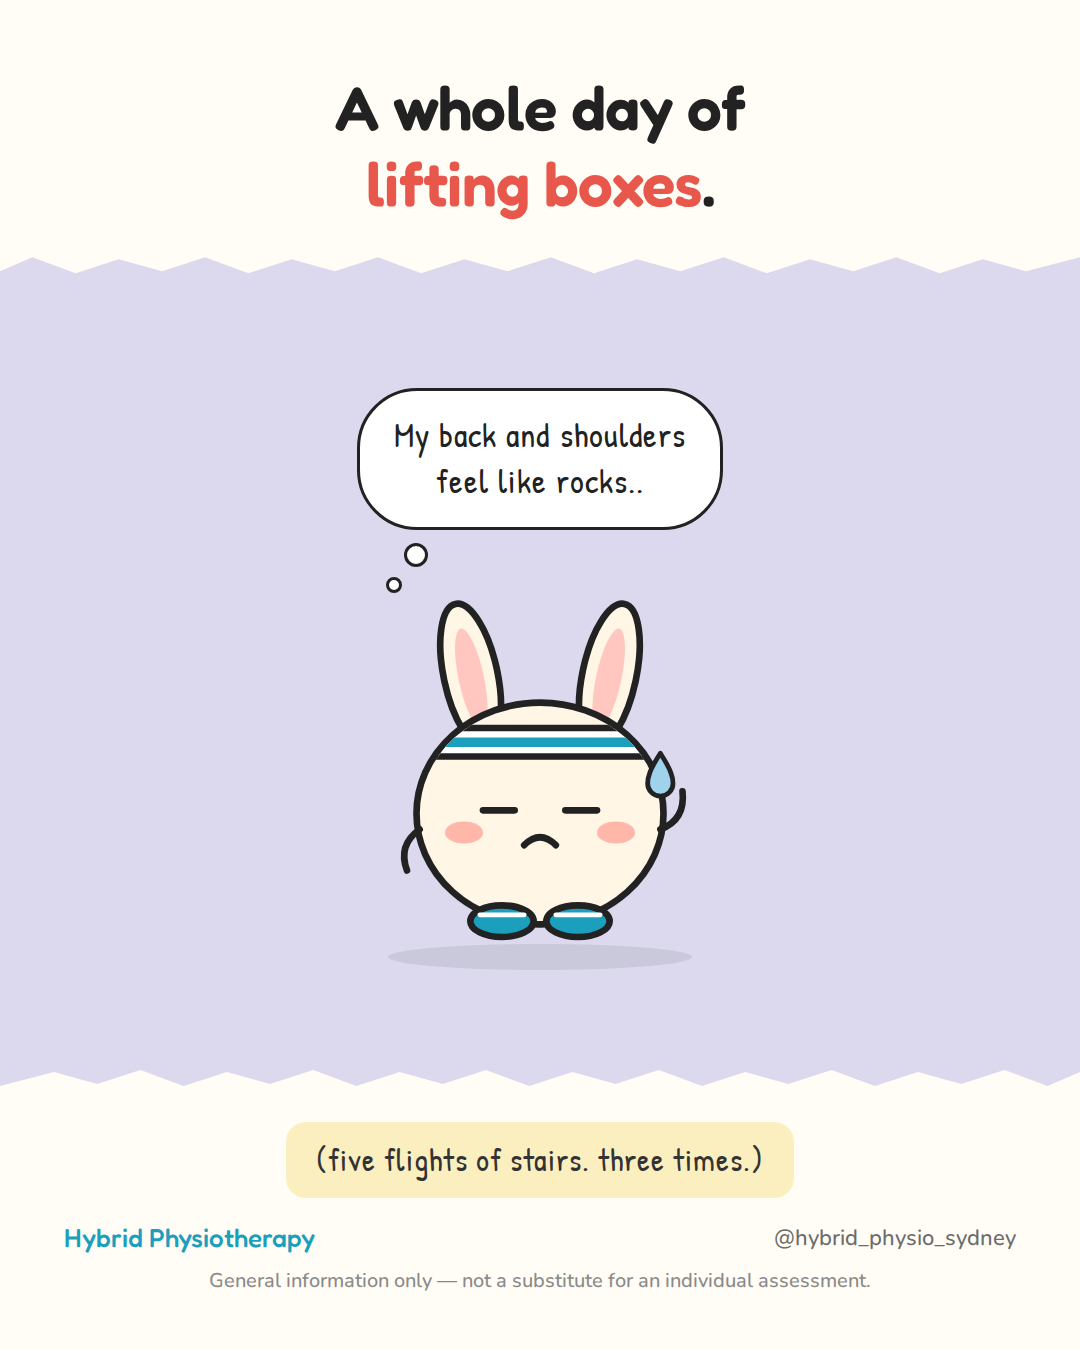 A whole day of
lifting boxes.
My back and shoulders
feel like rocks..
(five flights of stairs. three times.)
Hybrid Physiotherapy
@hybrid_physio_sydney
General information only — not a substitute for an individual assessment.